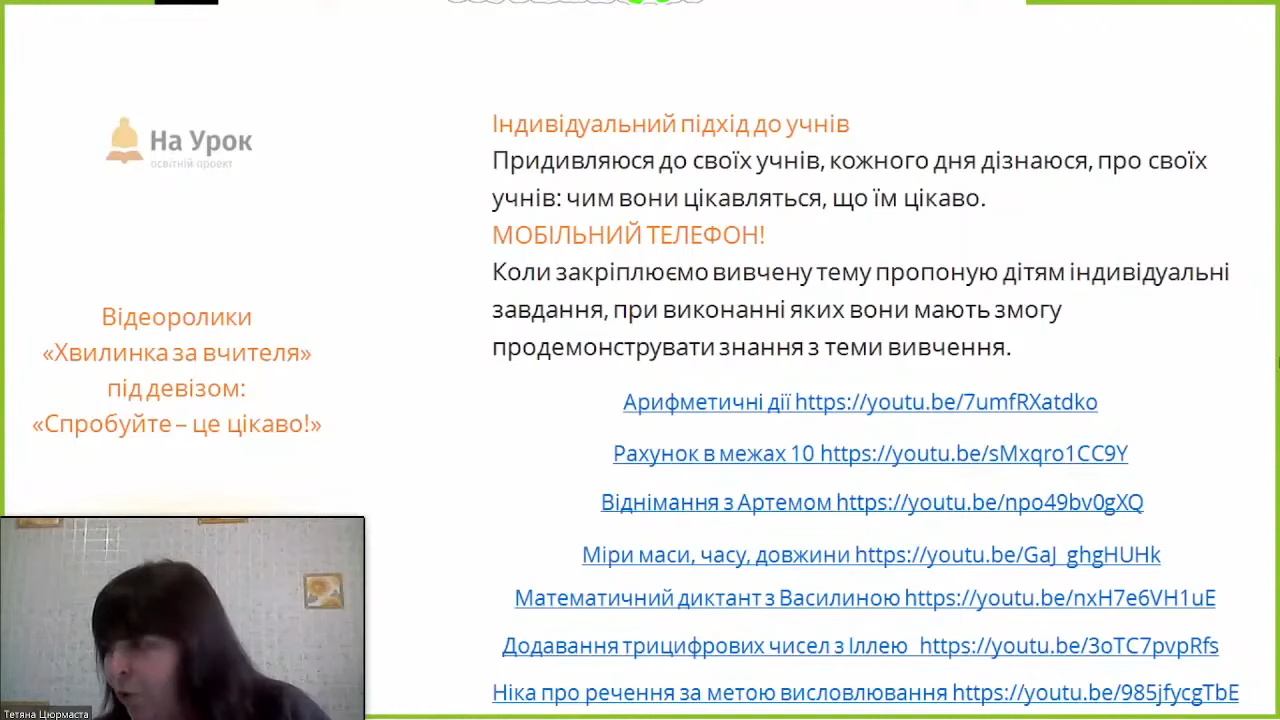 На Урок
освітній проект
Індивідуальний підхід до учнів
Придивляюся до своїх учнів, кожного дня дізнаюся, про своїх
учнів: чим вони цікавляться, що їм цікаво.
МОБІЛЬНИЙ ТЕЛЕФОН!
Коли закріплюємо вивчену тему пропоную дітям індивідуальні
завдання, при виконанні яких вони мають змогу
продемонструвати знання з теми вивчення.
Відеоролики
«Хвилинка за вчителя»
під девізом:
«Спробуйте – це цікаво!»
Арифметичні дії https://youtu.be/7umfRXatdko
Рахунок в межах 10 https://youtu.be/sMxqro1CC9Y
Віднімання з Артемом https://youtu.be/npo49bv0gXQ
Міри маси, часу, довжини https://youtu.be/GaJ_ghgHUHk
Математичний диктант з Василиною https://youtu.be/nxH7e6VH1uE
Додавання трицифрових чисел з Іллею https://youtu.be/3oTC7pvpRfs
Ніка про речення за метою висловлювання https://youtu.be/985jfycgTbE
Тетяна Цюрмаста